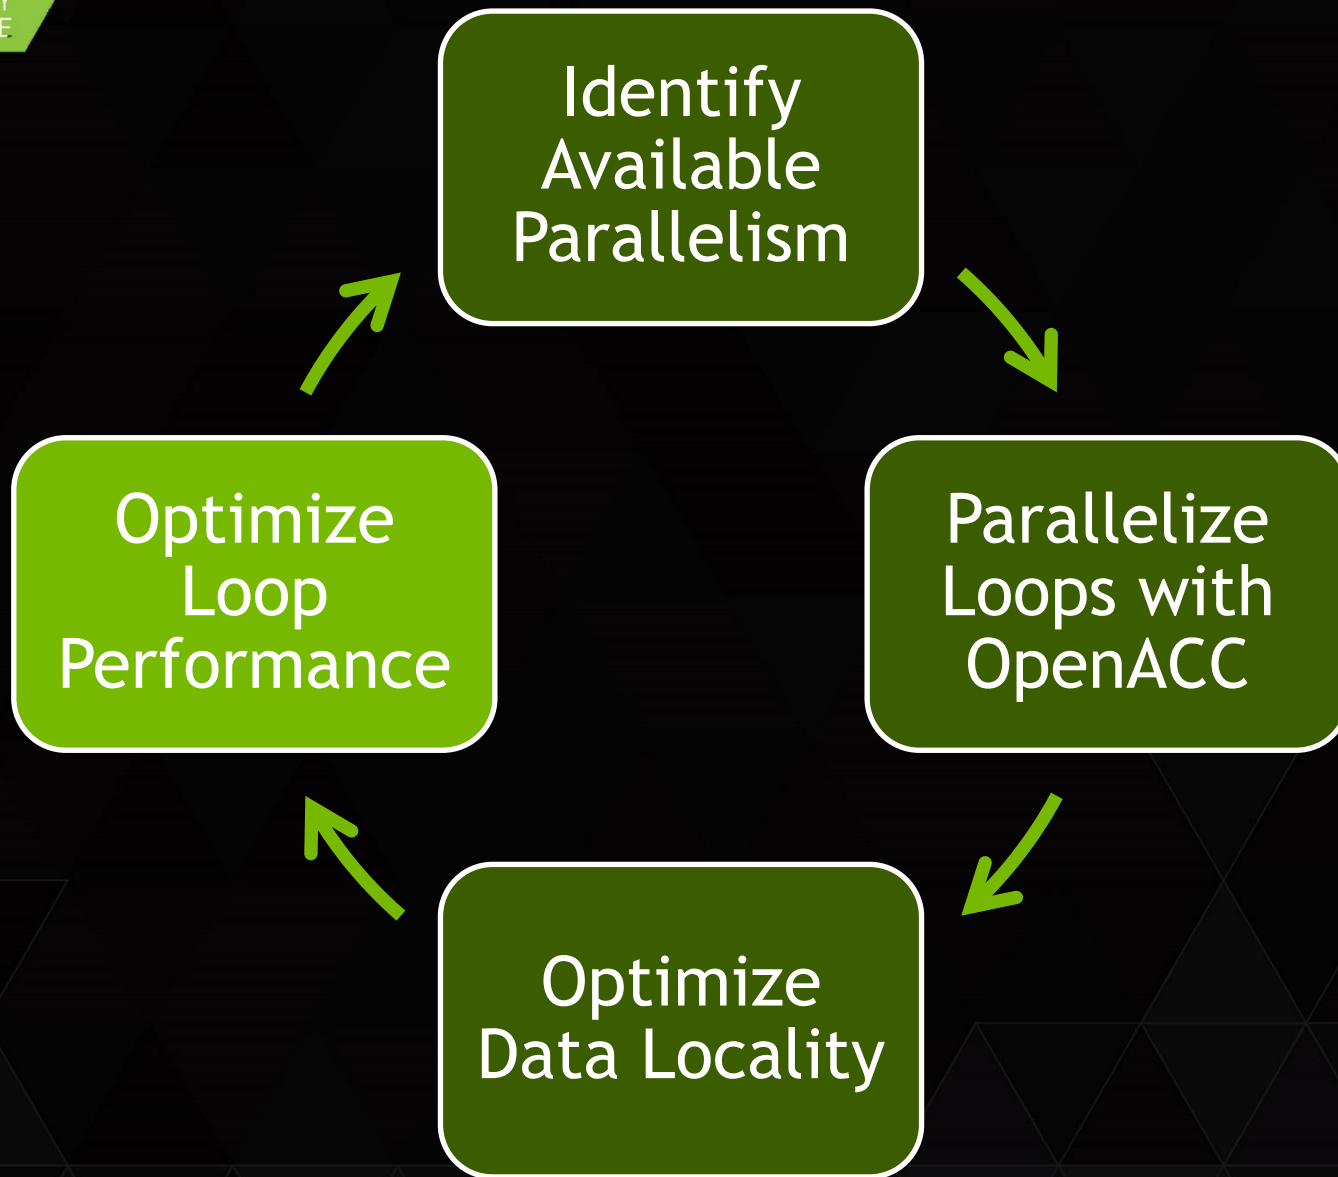 Identify
Available
Parallelism
Optimize
Loop
Performance
Parallelize
Loops with
OpenACC
Optimize
Data Locality